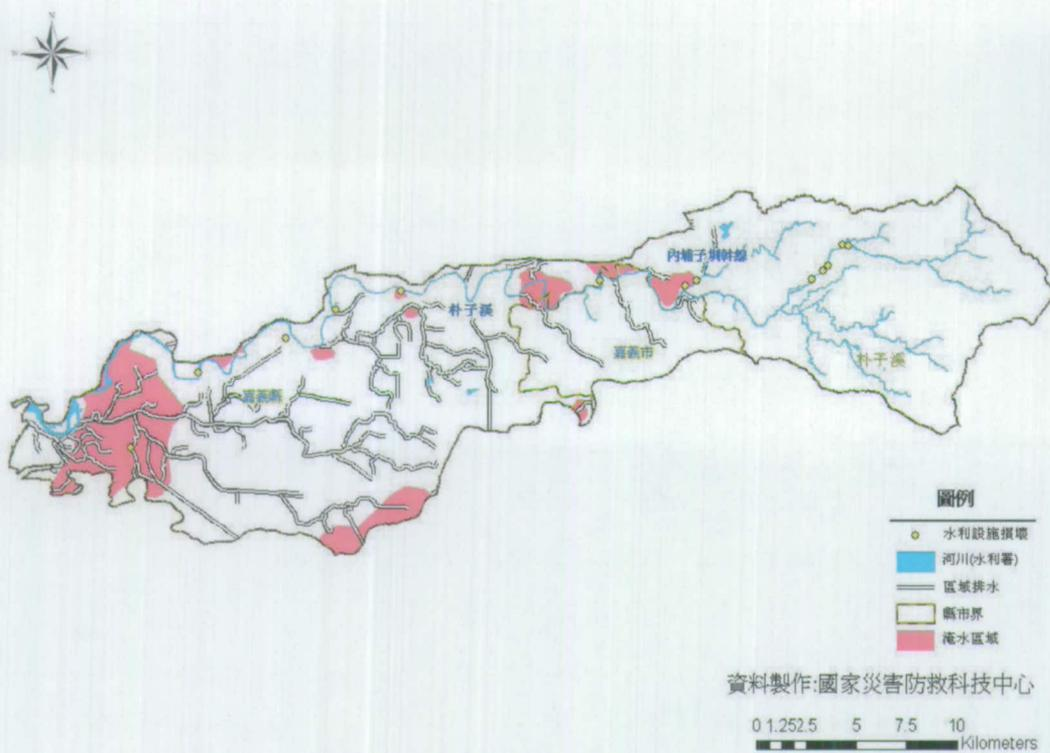 N
內埔子圳幹線
朴子溪
嘉義市
朴子溪
嘉義縣
圖例
水利設施損壞
河川(水利署)
區域排水
縣市界
淹水區域
資料製作:國家災害防救科技中心
0 1.252.5 5 7.5 10
Kilometers